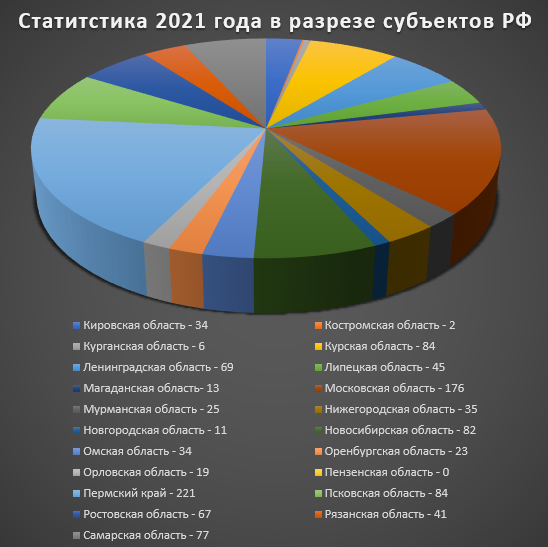 Статитстика 2021 года в разрезе субъектов РФ
Кировская область - 34
Костромская область - 2
Курганская область - 6
Курская область - 84
Ленинградская область - 69
Липецкая область - 45
Магаданская область- 13
Московская область - 176
Мурманская область - 25
Нижегородская область - 35
Новгородская область - 11
Новосибирская область - 82
Омская область - 34
Оренбургская область - 23
Орловская область - 19
Пензенская область - 0
Пермский край - 221
Псковская область - 84
Ростовская область - 67
Рязанская область - 41
Самарская область - 77